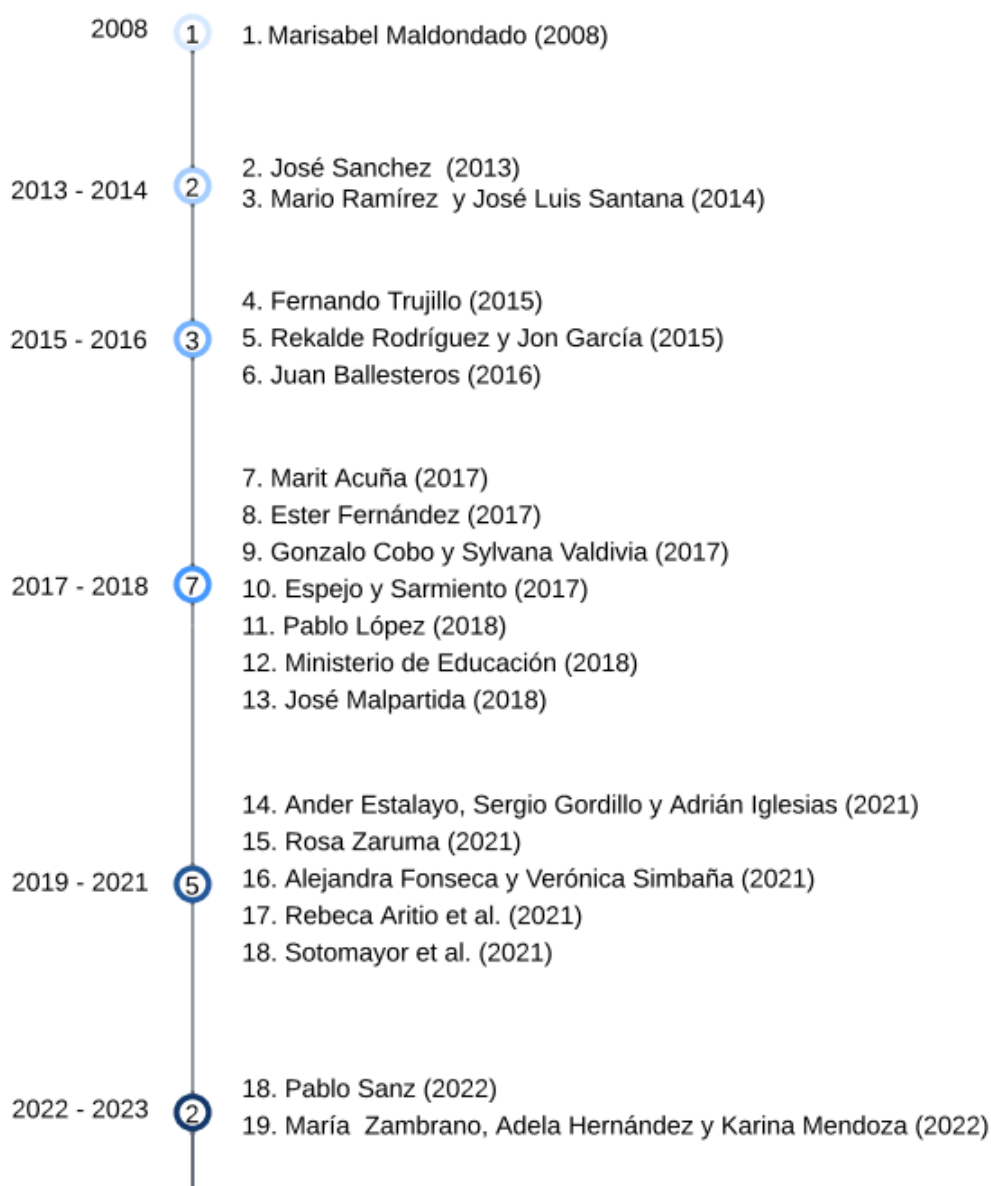 2008
1
1. Marisabel Maldondado (2008)
2013 - 2014
2
2. José Sanchez (2013)
3. Mario Ramírez y José Luis Santana (2014)
2015 - 2016
3
4. Fernando Trujillo (2015)
5. Rekalde Rodríguez y Jon García (2015)
6. Juan Ballesteros (2016)
2017 - 2018
7
7. Marit Acuña (2017)
8. Ester Fernández (2017)
9. Gonzalo Cobo y Sylvana Valdivia (2017)
10. Espejo y Sarmiento (2017)
11. Pablo López (2018)
12. Ministerio de Educación (2018)
13. José Malpartida (2018)
2019 - 2021
5
14. Ander Estalayo, Sergio Gordillo y Adrián Iglesias (2021)
15. Rosa Zaruma (2021)
16. Alejandra Fonseca y Verónica Simbaña (2021)
17. Rebeca Aritio et al. (2021)
18. Sotomayor et al. (2021)
2022 - 2023
2
18. Pablo Sanz (2022)
19. María Zambrano, Adela Hernández y Karina Mendoza (2022)